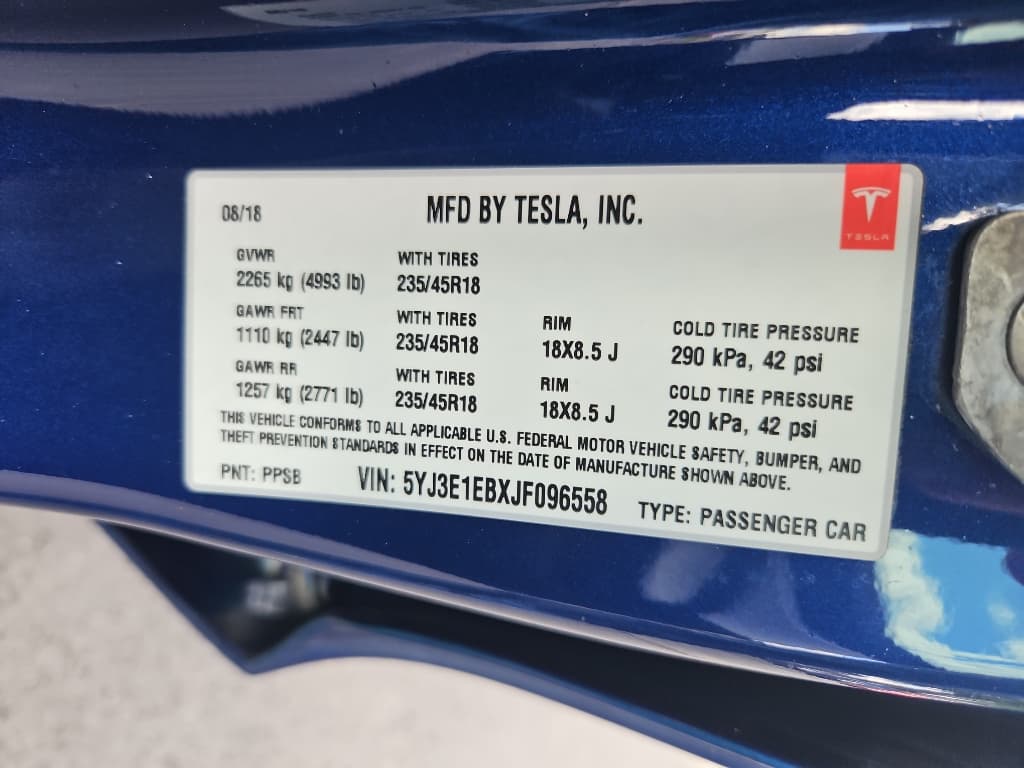 08/18
MFD BY TESLA, INC.
TESLA
GVWR
WITH TIRES
2265 kg (4993 lb)
235/45R18
GAWR FRT
WITH TIRES
RIM
COLD TIRE PRESSURE
1110 kg (2447 lb)
235/45R18
18X8.5 J
290 kPa, 42 psi
GAWR RR
WITH TIRES
RIM
COLD TIRE PRESSURE
1257 kg (2771 lb)
235/45R18
18X8.5 J
290 kPa, 42 psi
THIS VEHICLE CONFORMS TO ALL APPLICABLE U.S. FEDERAL MOTOR VEHICLE SAFETY, BUMPER, AND
THEFT PREVENTION STANDARDS IN EFFECT ON THE DATE OF MANUFACTURE SHOWN ABOVE.
PNT: PPSB
VIN: 5YJ3E1EBXJF096558
TYPE: PASSENGER CAR